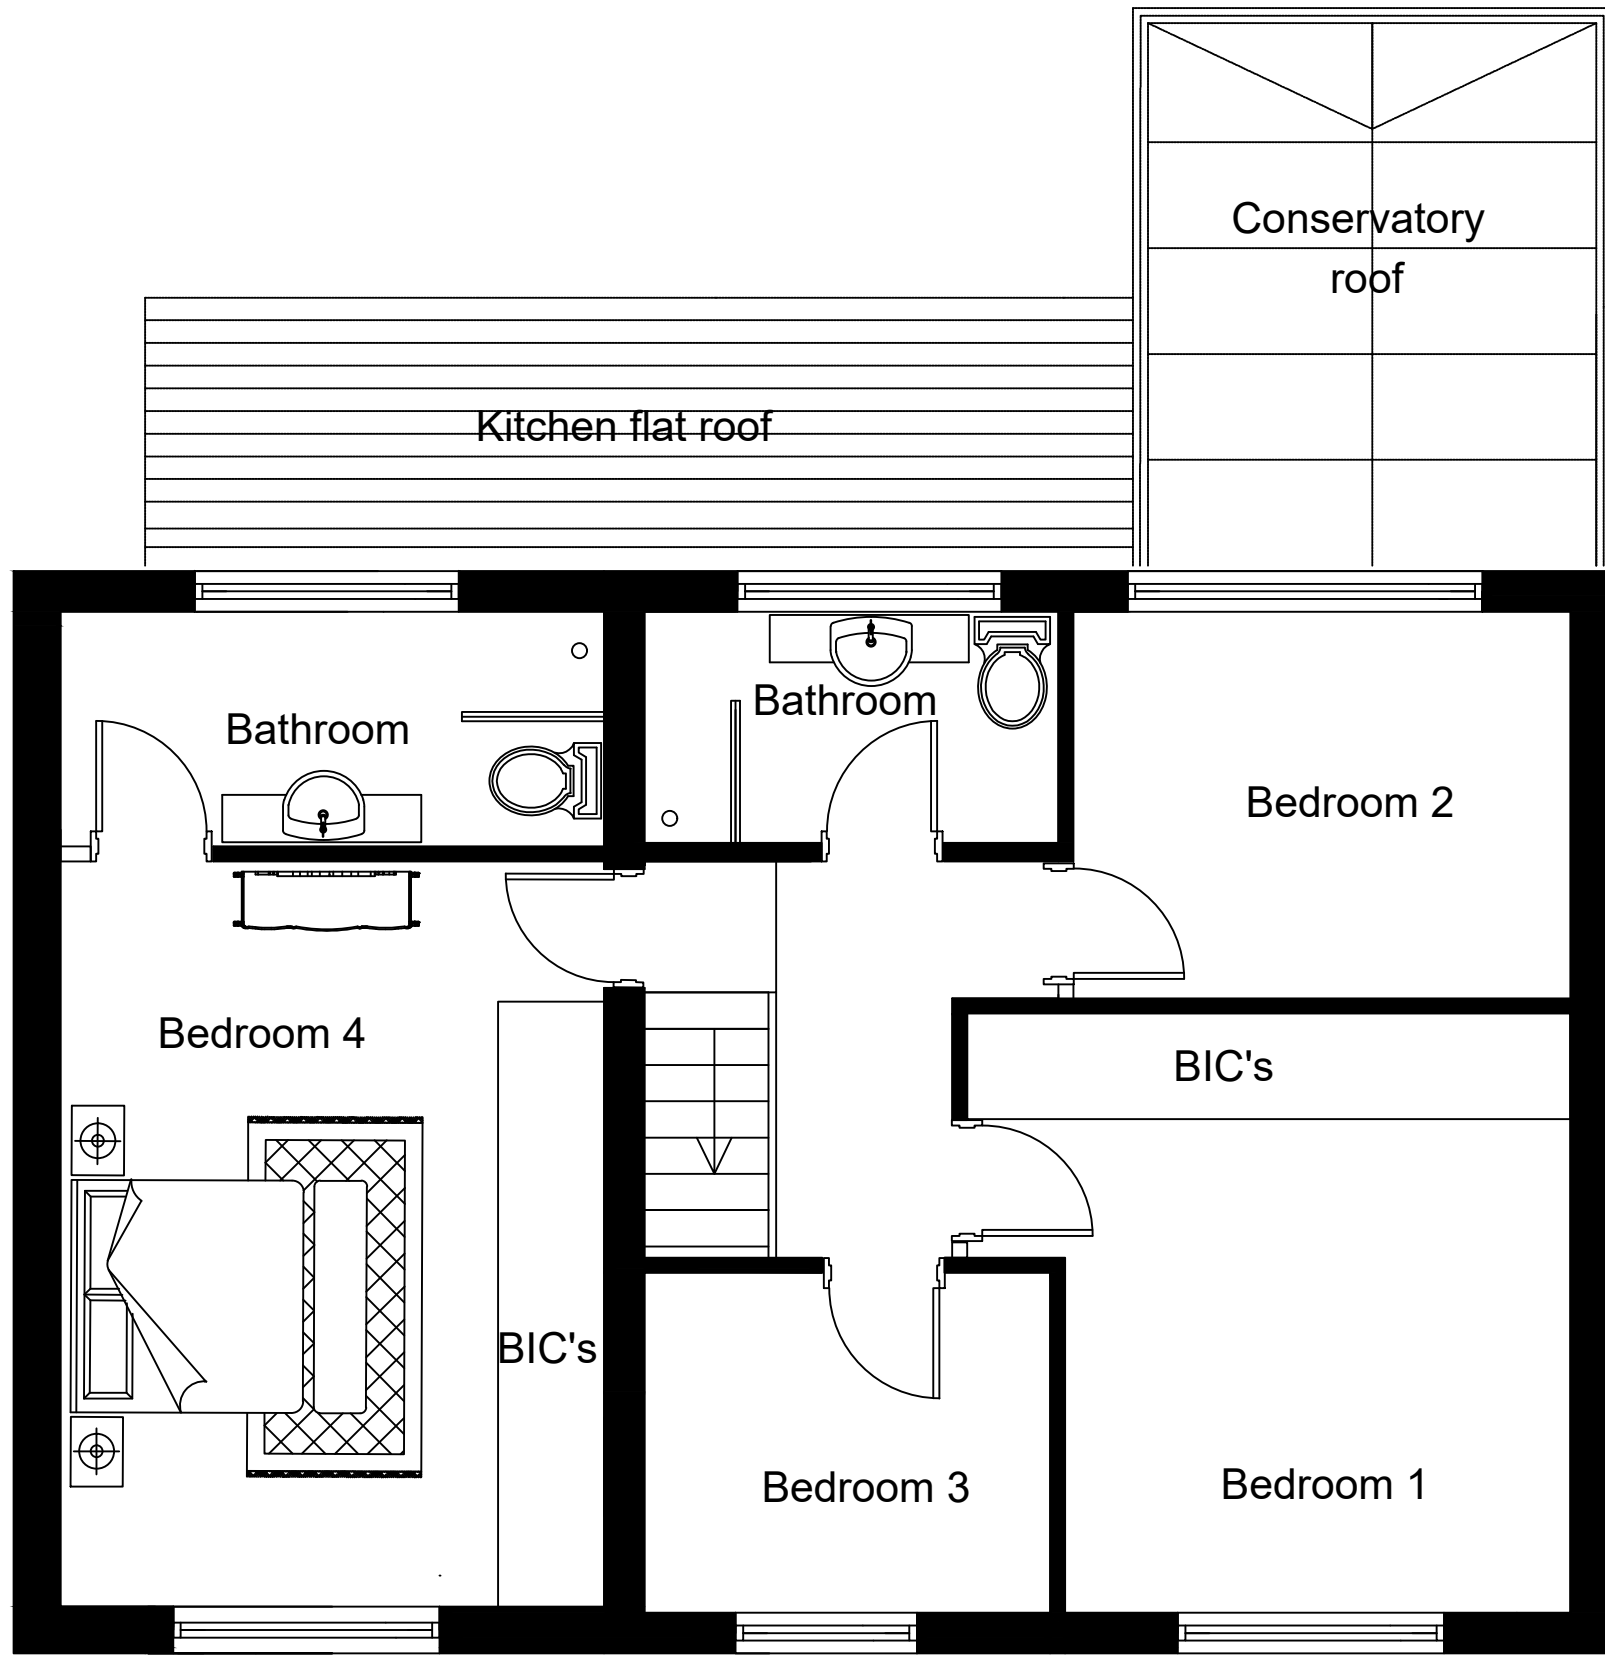 Conservatory
roof
Kitchen flat roof
Bathroom
Bathroom
Bedroom 2
Bedroom 4
BIC's
BIC's
Bedroom 3
Bedroom 1